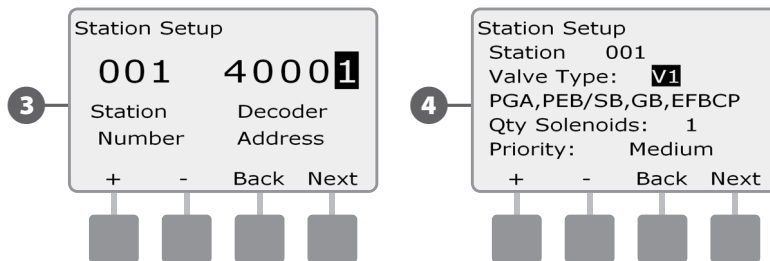 3
Station Setup
001 40001
Station Decoder
Number Address
+ - Back Next
4
Station Setup
Station 001
Valve Type: V1
PGA,PEB/SB,GB,EFBCP
Qty Solenoids: 1
Priority: Medium
+ - Back Next